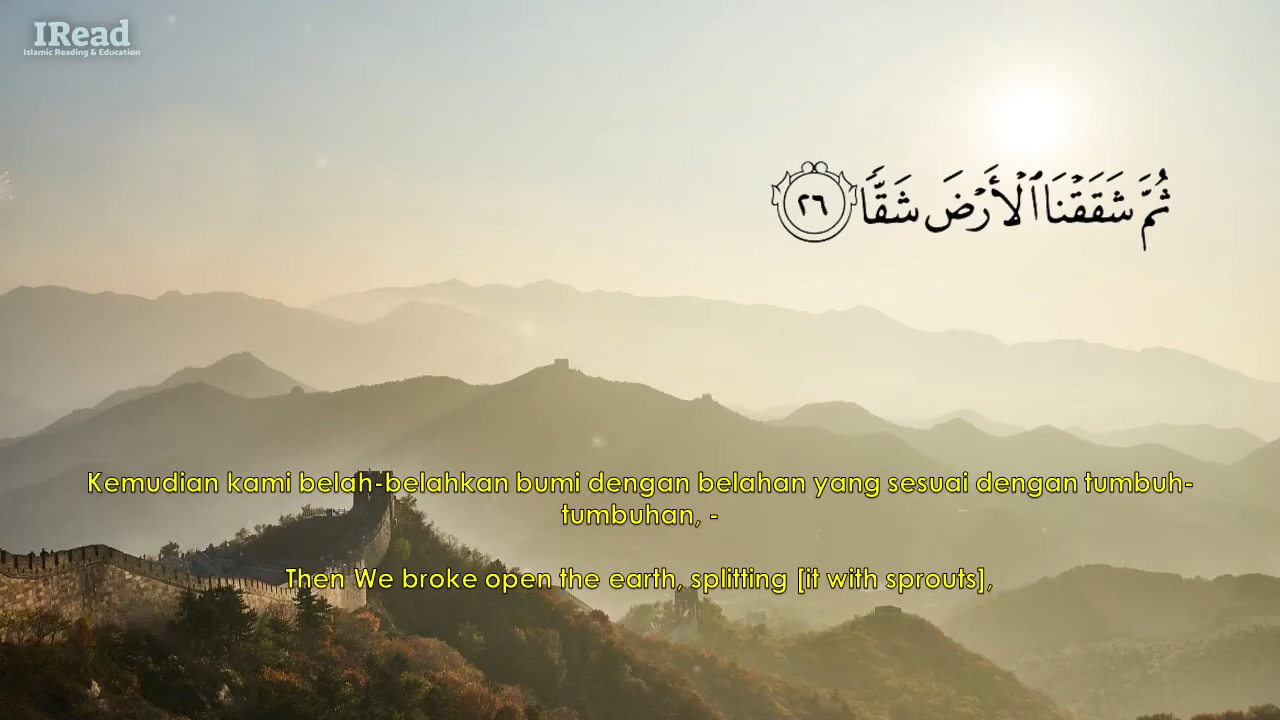 IRead
Islamic Reading & Education
ثُمَّ شَقَقْنَا ٱلْأَرْضَ شَقًّا ٢٦
Kemudian kami belah-belahkan bumi dengan belahan yang sesuai dengan tumbuh-
tumbuhan, -
Then We broke open the earth, splitting [it with sprouts],